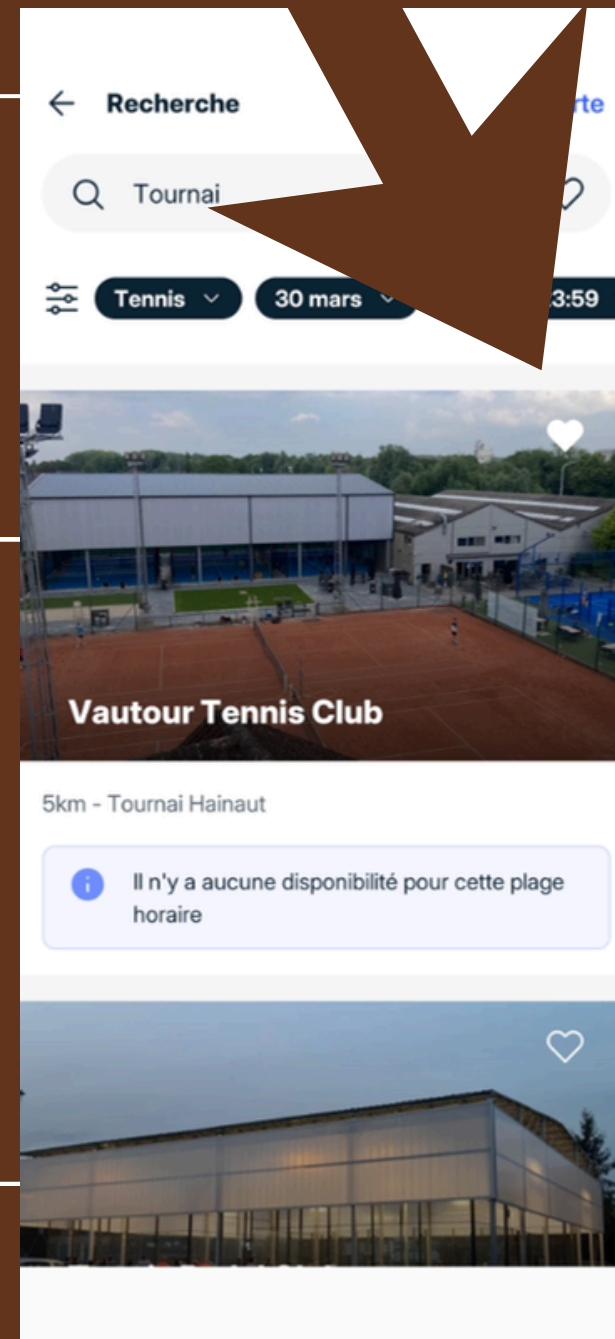 Recherche
rte
Tournai
Tennis
30 mars
3:59
Vautour Tennis Club
5km - Tournai Hainaut
Il n'y a aucune disponibilité pour cette plage
horaire